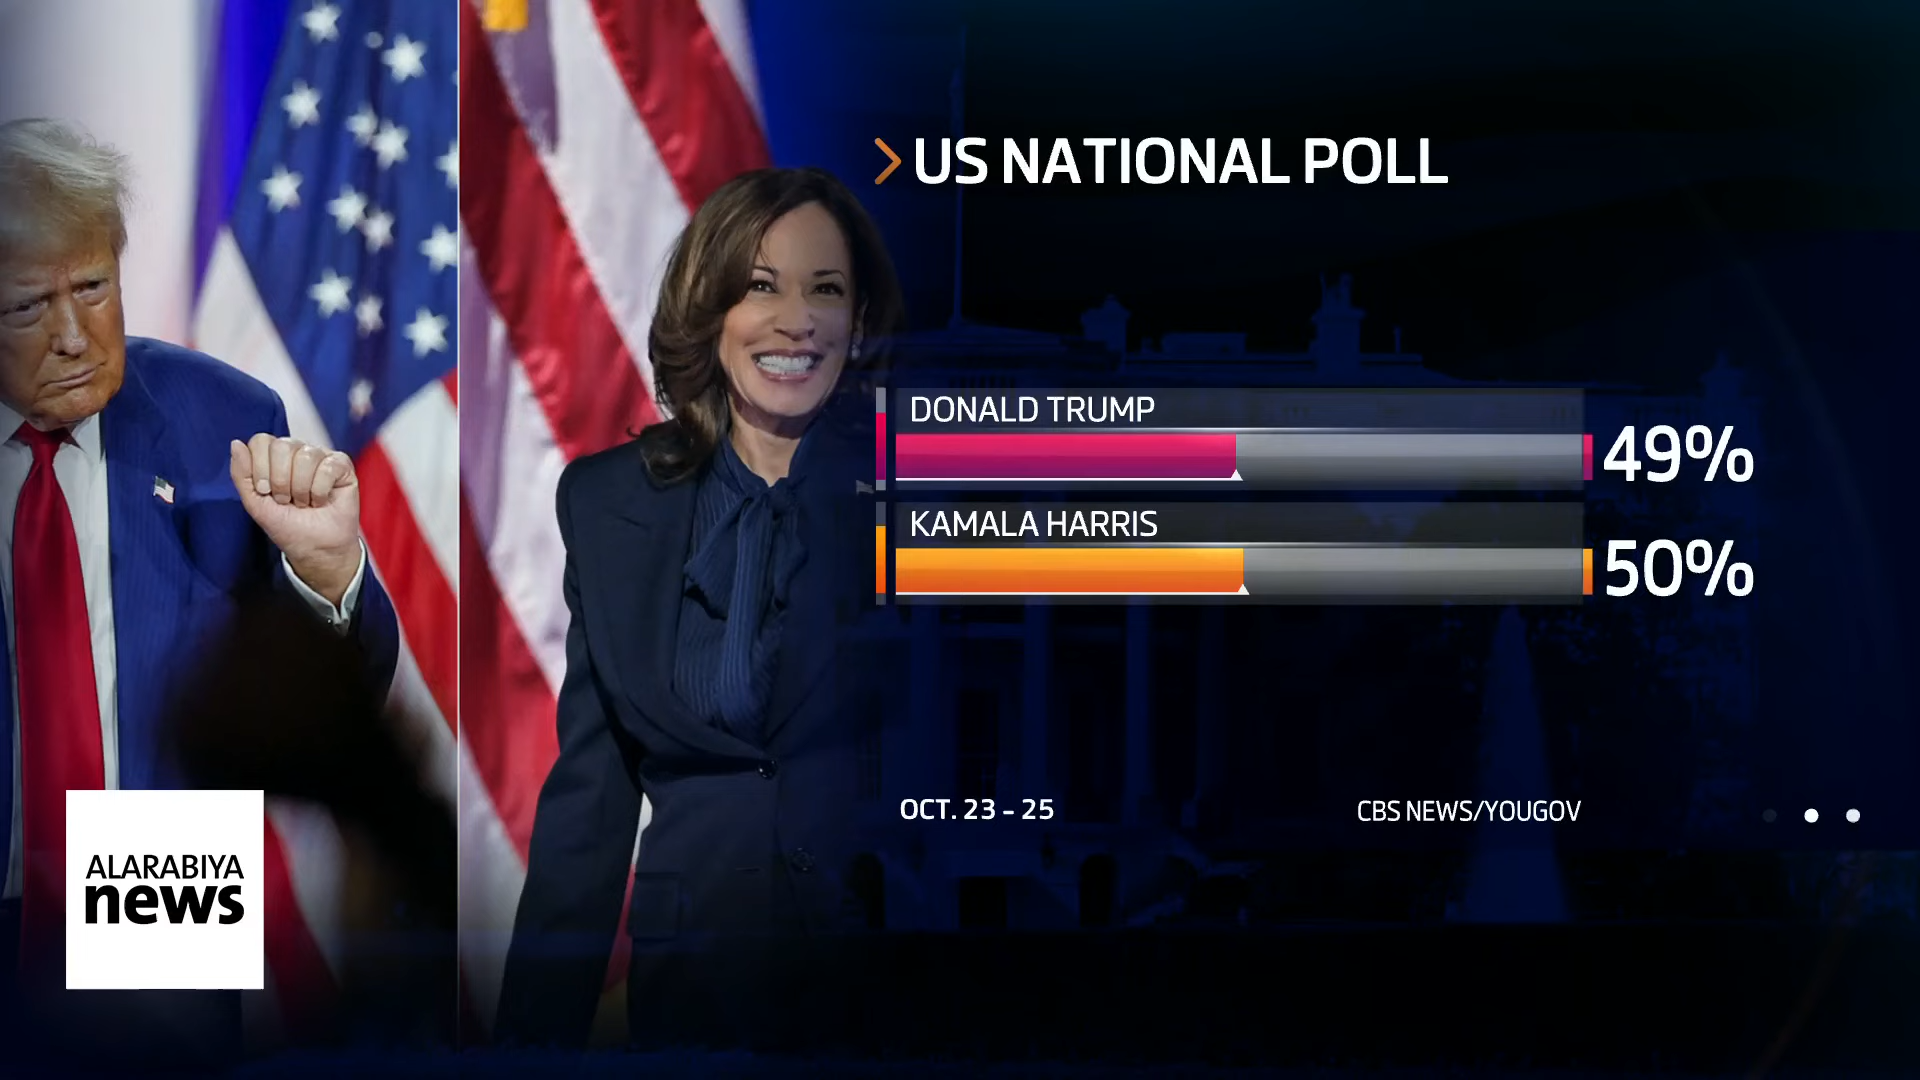 US NATIONAL POLL
DONALD TRUMP
49%
KAMALA HARRIS
50%
OCT. 23 - 25
CBS NEWS/YOUGOV
ALARABIYA
news